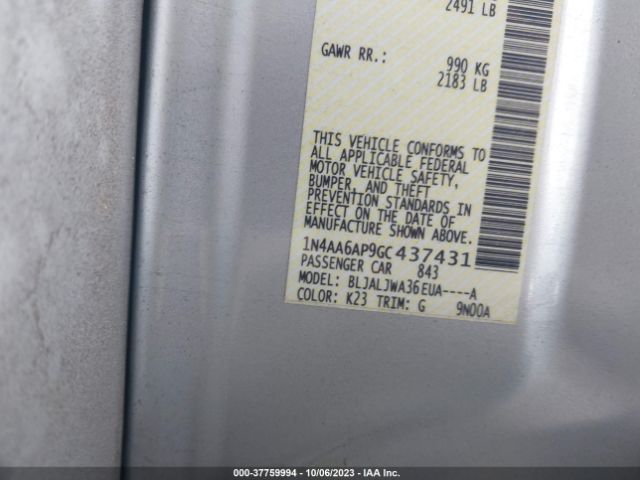 2491 LB
GAWR RR.: 990 KG
2183 LB
THIS VEHICLE CONFORMS TO
ALL APPLICABLE FEDERAL
MOTOR VEHICLE SAFETY,
BUMPER, AND THEFT
PREVENTION STANDARDS IN
EFFECT ON THE DATE OF
MANUFACTURE SHOWN ABOVE.
1N4AA6AP9GC437431
PASSENGER CAR 843
MODEL: BLJALJWA36EUA----A
COLOR: K23 TRIM: G 9N00A
000-37759994 | 10/06/2023 - IAA Inc.